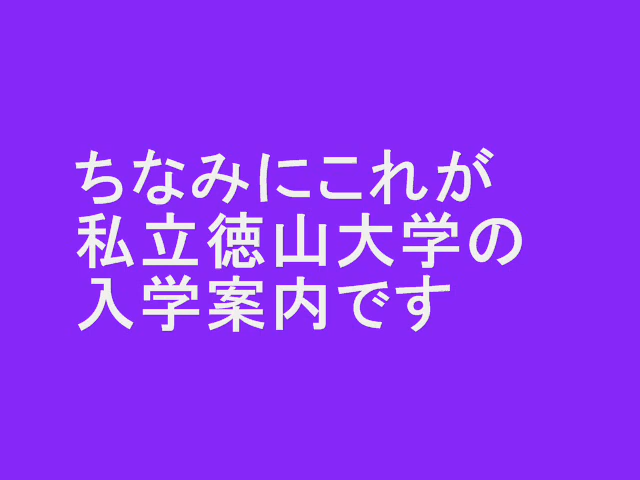 ちなみにこれが
私立徳山大学の
入学案内です